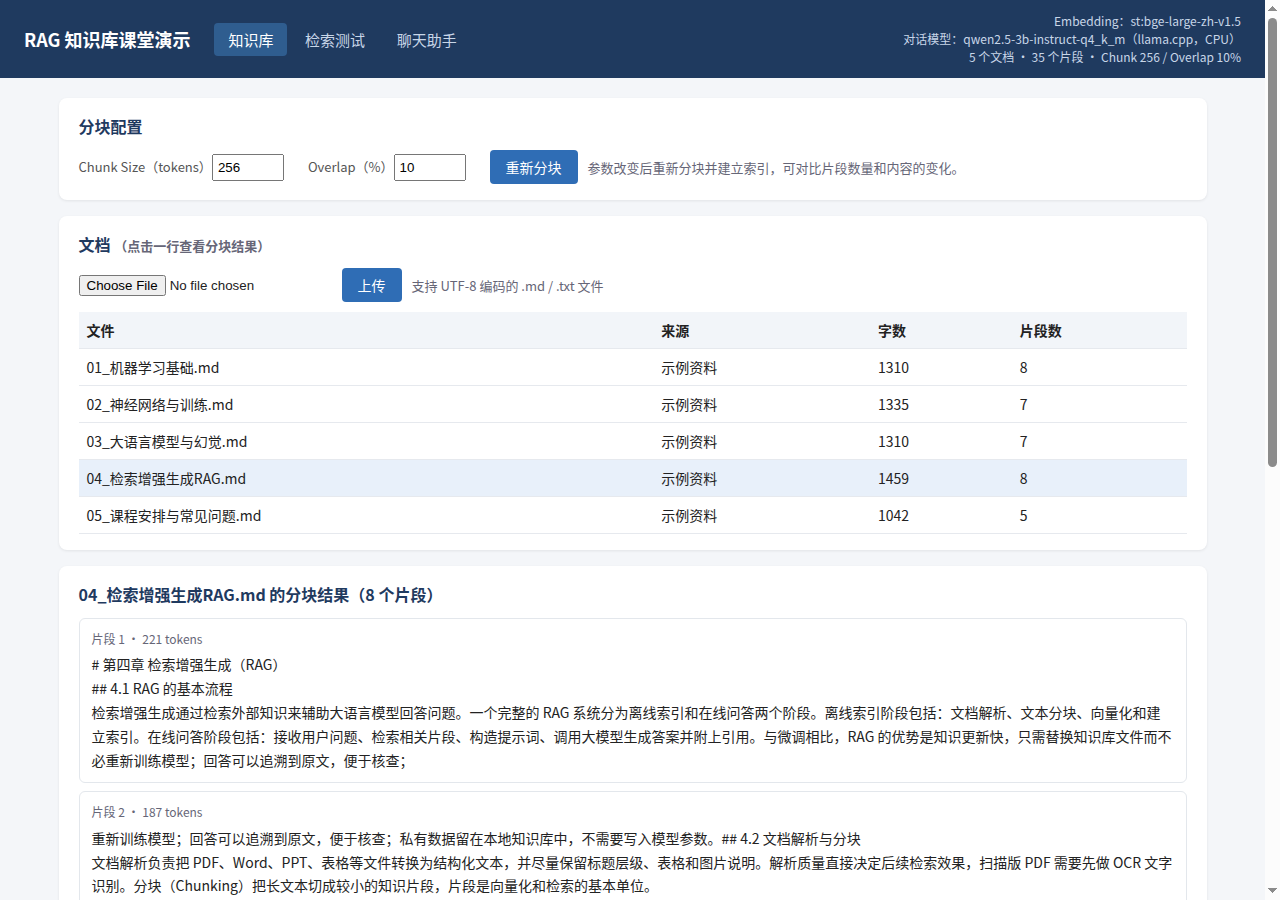 RAG 知识库课堂演示
知识库
检索测试
聊天助手
Embedding：st:bge-large-zh-v1.5
对话模型：qwen2.5-3b-instruct-q4_k_m（llama.cpp，CPU）
5 个文档 · 35 个片段 · Chunk 256 / Overlap 10%
分块配置
Chunk Size（tokens） 256 Overlap（%） 10 重新分块 参数改变后重新分块并建立索引，可对比片段数量和内容的变化。
文档 （点击一行查看分块结果）
Choose File No file chosen 上传 支持 UTF-8 编码的 .md / .txt 文件
文件 来源 字数 片段数
01_机器学习基础.md 示例资料 1310 8
02_神经网络与训练.md 示例资料 1335 7
03_大语言模型与幻觉.md 示例资料 1310 7
04_检索增强生成RAG.md 示例资料 1459 8
05_课程安排与常见问题.md 示例资料 1042 5
04_检索增强生成RAG.md 的分块结果（8 个片段）
片段 1 · 221 tokens
# 第四章 检索增强生成（RAG）
## 4.1 RAG 的基本流程
检索增强生成通过检索外部知识来辅助大语言模型回答问题。一个完整的 RAG 系统分为离线索引和在线问答两个阶段。离线索引阶段包括：文档解析、文本分块、向量化和建
立索引。在线问答阶段包括：接收用户问题、检索相关片段、构造提示词、调用大模型生成答案并附上引用。与微调相比，RAG 的优势是知识更新快，只需替换知识库文件而不
必重新训练模型；回答可以追溯到原文，便于核查；
片段 2 · 187 tokens
重新训练模型；回答可以追溯到原文，便于核查；私有数据留在本地知识库中，不需要写入模型参数。## 4.2 文档解析与分块
文档解析负责把 PDF、Word、PPT、表格等文件转换为结构化文本，并尽量保留标题层级、表格和图片说明。解析质量直接决定后续检索效果，扫描版 PDF 需要先做 OCR 文字
识别。分块（Chunking）把长文本切成较小的知识片段，片段是向量化和检索的基本单位。